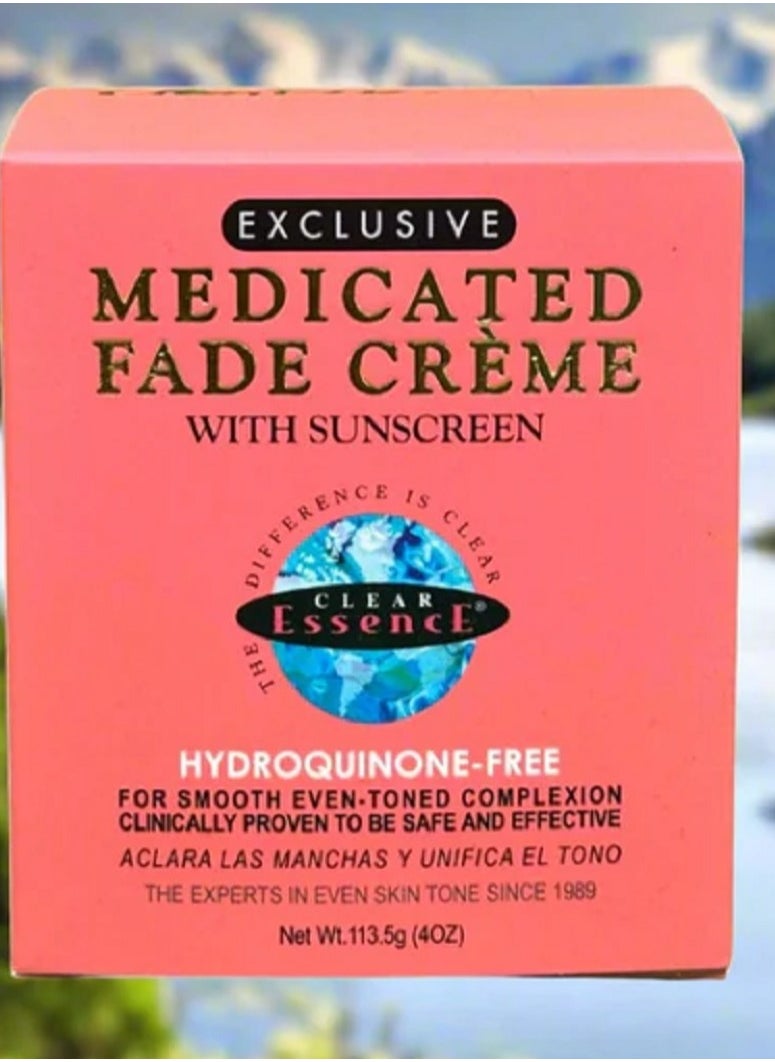 EXCLUSIVE
MEDICATED
FADE CRÈME
WITH SUNSCREEN
THE DIFFERENCE IS CLEAR
CLEAR
EssencE®
HYDROQUINONE-FREE
FOR SMOOTH EVEN-TONED COMPLEXION
CLINICALLY PROVEN TO BE SAFE AND EFFECTIVE
ACLARA LAS MANCHAS Y UNIFICA EL TONO
THE EXPERTS IN EVEN SKIN TONE SINCE 1989
Net Wt.113.5g (4OZ)